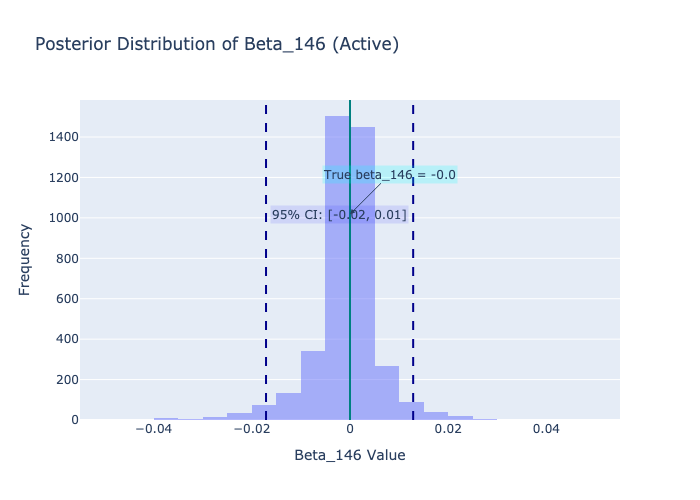 Posterior Distribution of Beta_146 (Active)
1400
1200
1000
800
600
400
200
0
True beta_146 = -0.0
95% CI: [-0.02, 0.01]
Frequency
−0.04
−0.02
0
0.02
0.04
Beta_146 Value